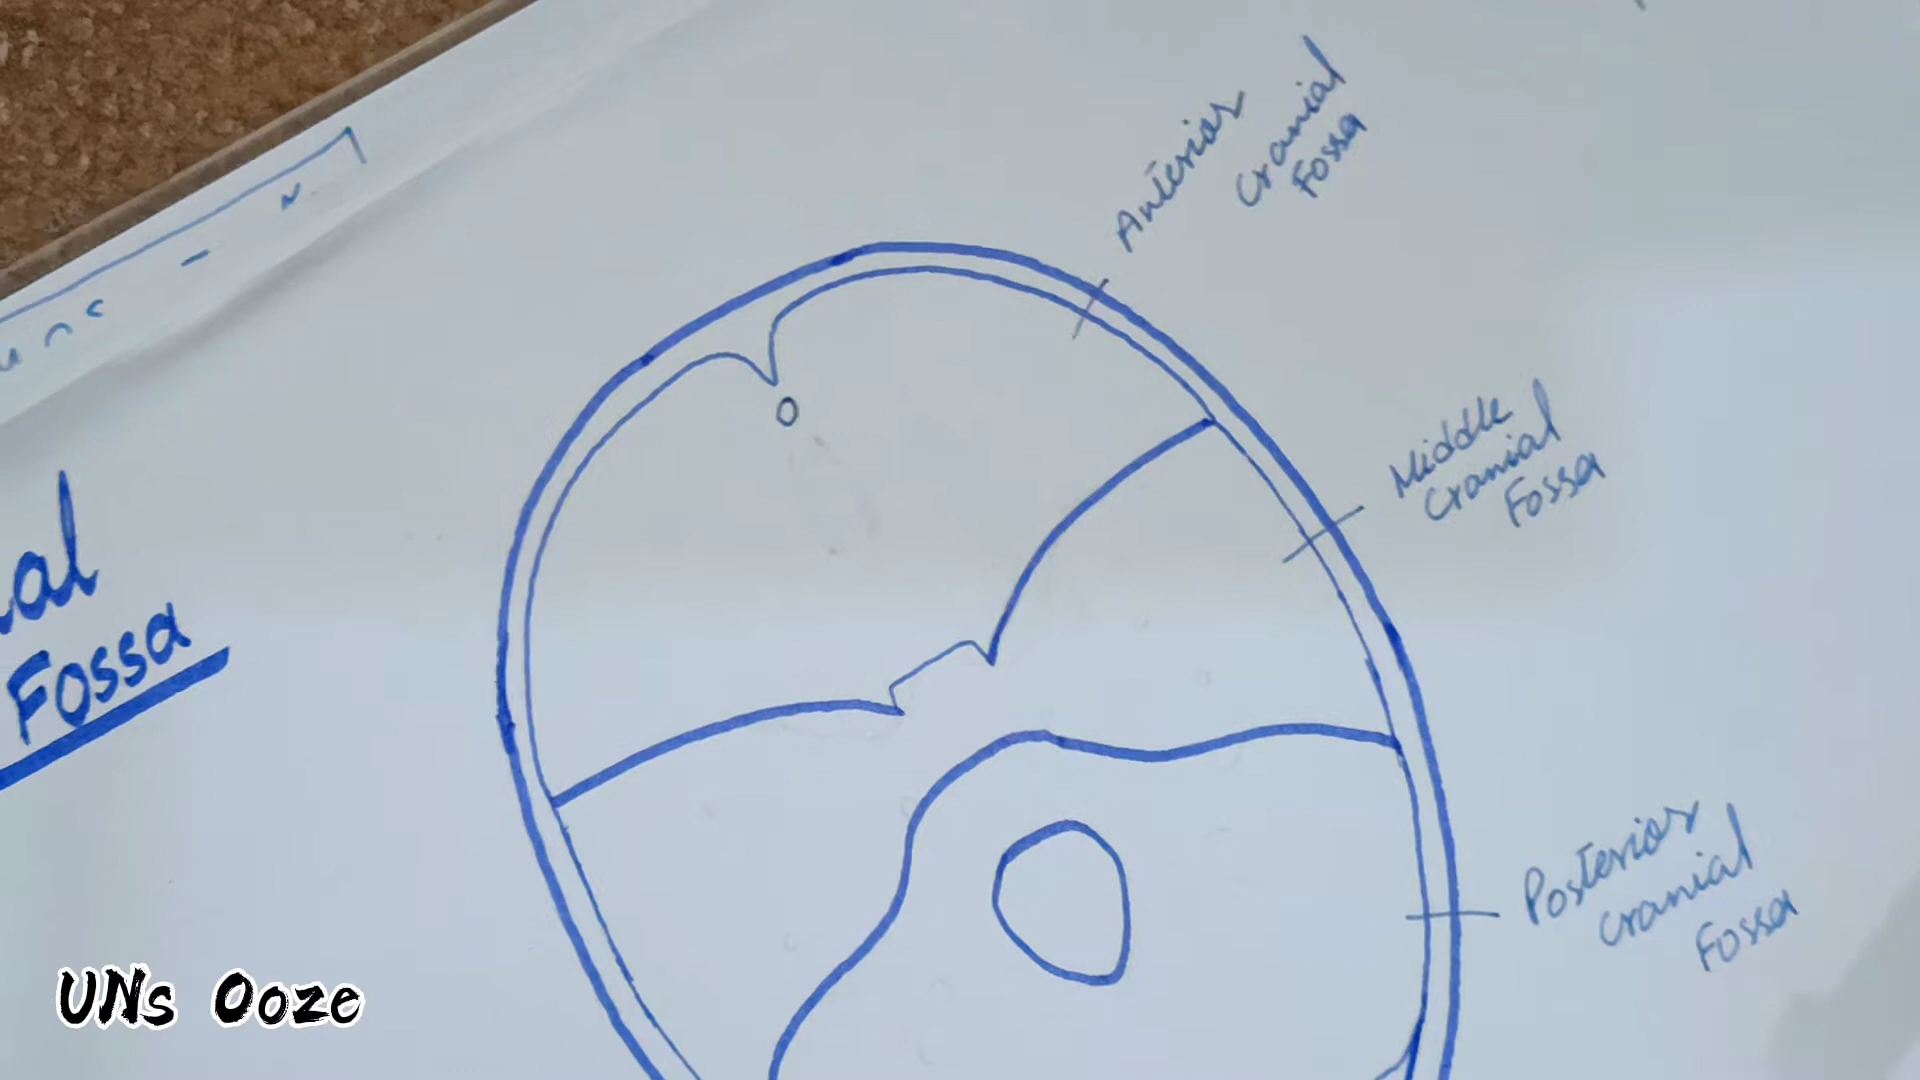 Anterior
Cranial
Fossa
Middle
Cranial
Fossa
al
Fossa
Posterior
Cranial
Fossa
UNs Ooze